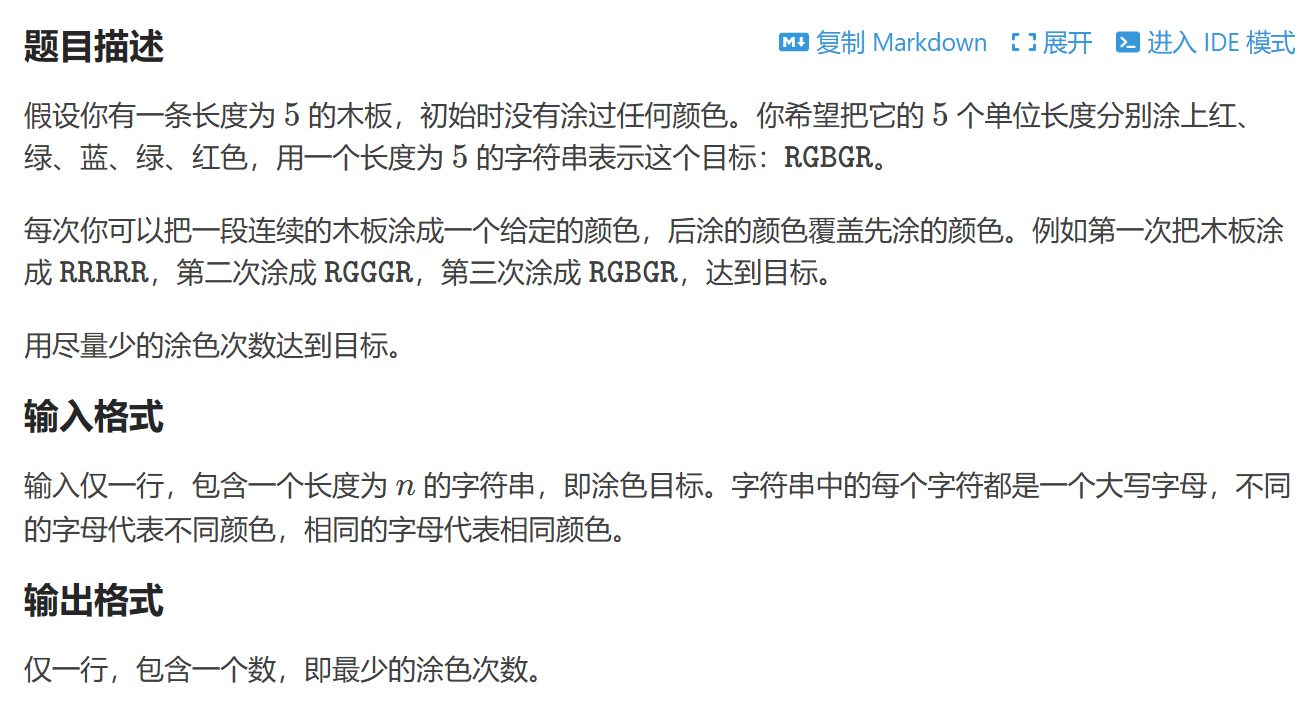 题目描述
复制 Markdown 展开 进入 IDE 模式
假设你有一条长度为 5 的木板，初始时没有涂过任何颜色。你希望把它的 5 个单位长度分别涂上红、
绿、蓝、绿、红色，用一个长度为 5 的字符串表示这个目标：RGBGR。
每次你可以把一段连续的木板涂成一个给定的颜色，后涂的颜色覆盖先涂的颜色。例如第一次把木板涂
成 RRRRR，第二次涂成 RGGGR，第三次涂成 RGBGR，达到目标。
用尽量少的涂色次数达到目标。
输入格式
输入仅一行，包含一个长度为 n 的字符串，即涂色目标。字符串中的每个字符都是一个大写字母，不同
的字母代表不同颜色，相同的字母代表相同颜色。
输出格式
仅一行，包含一个数，即最少的涂色次数。